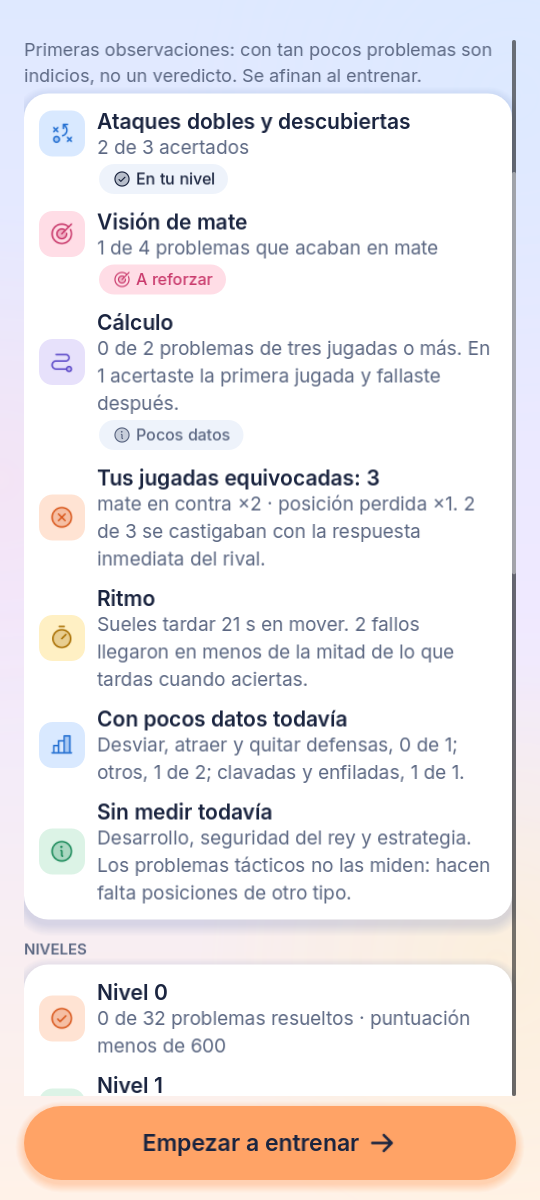 Primeras observaciones: con tan pocos problemas son
indicios, no un veredicto. Se afinan al entrenar.
Ataques dobles y descubiertas
2 de 3 acertados
En tu nivel
Visión de mate
1 de 4 problemas que acaban en mate
A reforzar
Cálculo
0 de 2 problemas de tres jugadas o más. En
1 acertaste la primera jugada y fallaste
después.
Pocos datos
Tus jugadas equivocadas: 3
mate en contra ×2 · posición perdida ×1. 2
de 3 se castigaban con la respuesta
inmediata del rival.
Ritmo
Sueles tardar 21 s en mover. 2 fallos
llegaron en menos de la mitad de lo que
tardas cuando aciertas.
Con pocos datos todavía
Desviar, atraer y quitar defensas, 0 de 1;
otros, 1 de 2; clavadas y enfiladas, 1 de 1.
Sin medir todavía
Desarrollo, seguridad del rey y estrategia.
Los problemas tácticos no las miden: hacen
falta posiciones de otro tipo.
NIVELES
Nivel 0
0 de 32 problemas resueltos · puntuación
menos de 600
Nivel 1
Empezar a entrenar →